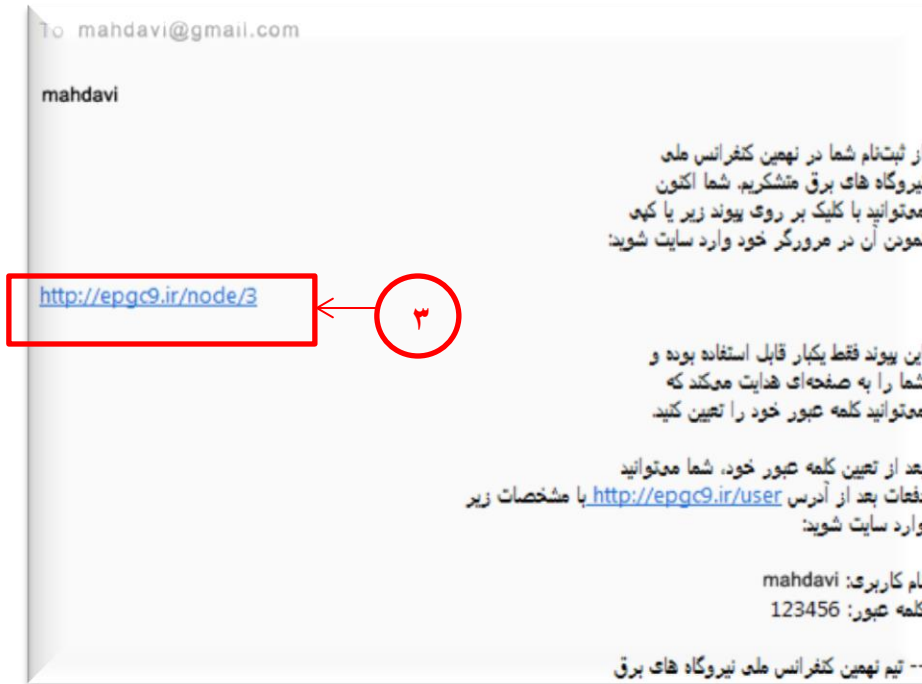 To mahdavi@gmail.com
mahdavi
از ثبت‌نام شما در نهمین کنفرانس ملی
نیروگاه های برق متشکریم. شما اکنون
می‌توانید با کلیک بر روی پیوند زیر یا کپی
نمودن آن در مرورگر خود وارد سایت شوید:
http://epgc9.ir/node/3
۳
این پیوند فقط یکبار قابل استفاده بوده و
شما را به صفحه‌ای هدایت میکند که
می‌توانید کلمه عبور خود را تعیین کنید.
بعد از تعیین کلمه عبور خود، شما می‌توانید
دفعات بعد از آدرس http://epgc9.ir/user با مشخصات زیر
وارد سایت شوید:
نام کاربری: mahdavi
کلمه عبور: 123456
-- تیم نهمین کنفرانس ملی نیروگاه های برق